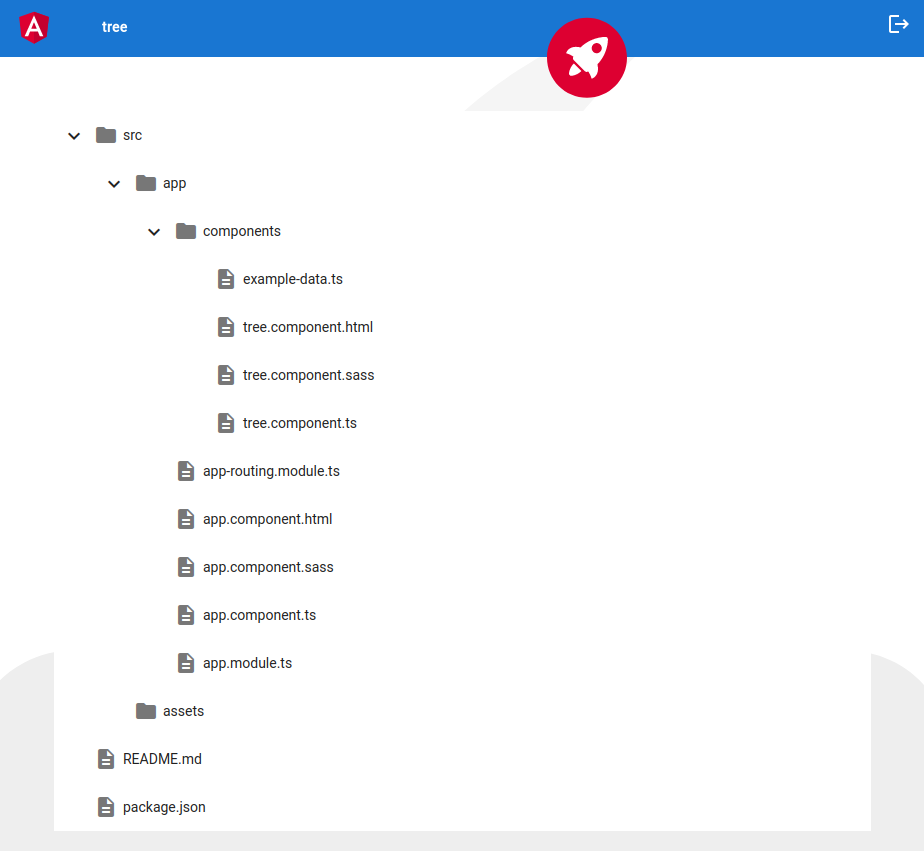 tree
src
app
components
example-data.ts
tree.component.html
tree.component.sass
tree.component.ts
app-routing.module.ts
app.component.html
app.component.sass
app.component.ts
app.module.ts
assets
README.md
package.json